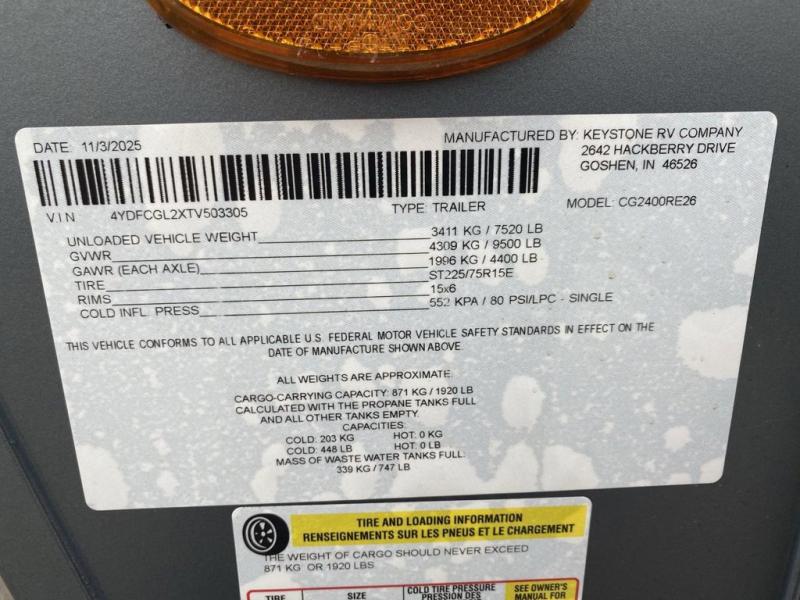 DATE: 11/3/2025
MANUFACTURED BY: KEYSTONE RV COMPANY
2642 HACKBERRY DRIVE
GOSHEN, IN 46526
VIN 4YDFCGL2XTV503305 TYPE: TRAILER MODEL: CG2400RE26
UNLOADED VEHICLE WEIGHT 3411 KG / 7520 LB
GVWR 4309 KG / 9500 LB
GAWR (EACH AXLE) 1996 KG / 4400 LB
TIRE ST225/75R15E
RIMS 15x6
COLD INFL. PRESS 552 KPA / 80 PSI/LPC - SINGLE
THIS VEHICLE CONFORMS TO ALL APPLICABLE U.S. FEDERAL MOTOR VEHICLE SAFETY STANDARDS IN EFFECT ON THE
DATE OF MANUFACTURE SHOWN ABOVE.
ALL WEIGHTS ARE APPROXIMATE.
CARGO-CARRYING CAPACITY: 871 KG / 1920 LB
CALCULATED WITH THE PROPANE TANKS FULL
AND ALL OTHER TANKS EMPTY.
CAPACITIES:
COLD: 203 KG HOT: 0 KG
COLD: 448 LB HOT: 0 LB
MASS OF WASTE WATER TANKS FULL:
339 KG / 747 LB
TIRE AND LOADING INFORMATION
RENSEIGNEMENTS SUR LES PNEUS ET LE CHARGEMENT
THE WEIGHT OF CARGO SHOULD NEVER EXCEED
871 KG OR 1920 LBS.
TIRE SIZE COLD TIRE PRESSURE SEE OWNER'S
PRESSION DES MANUAL FOR